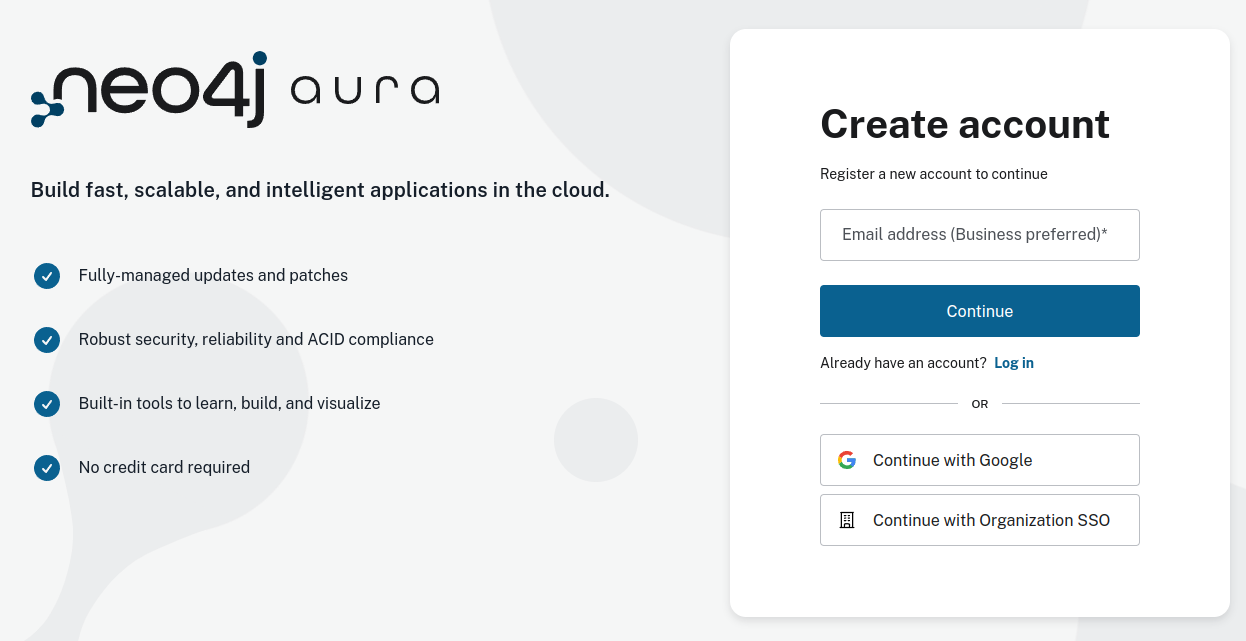 neo4j aura
Build fast, scalable, and intelligent applications in the cloud.
Fully-managed updates and patches
Robust security, reliability and ACID compliance
Built-in tools to learn, build, and visualize
No credit card required
Create account
Register a new account to continue
Email address (Business preferred)*
Continue
Already have an account? Log in
OR
Continue with Google
Continue with Organization SSO